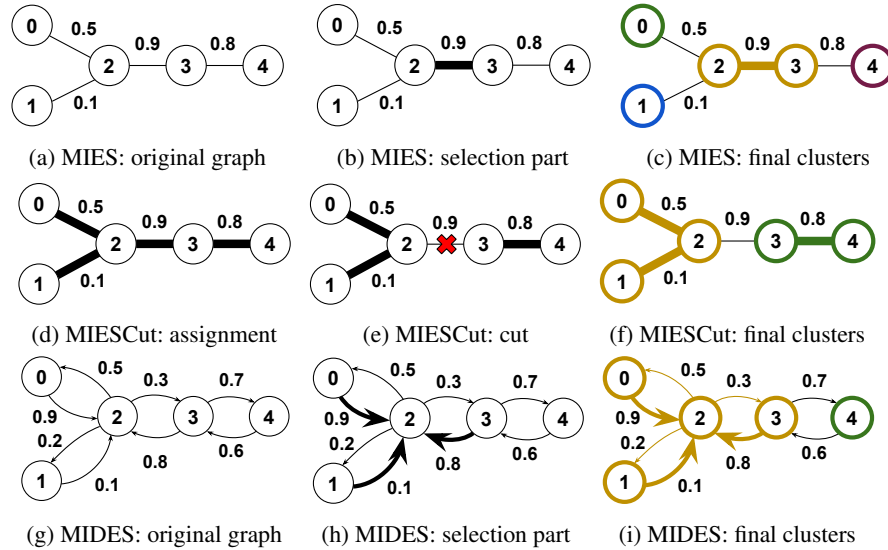 0 0.5 2 0.9 3 0.8 4 1 0.1
0 0.5 2 0.9 3 0.8 4 1 0.1
0 0.5 2 0.9 3 0.8 4 1 0.1
(a) MIES: original graph
(b) MIES: selection part
(c) MIES: final clusters
0 0.5 2 0.9 3 0.8 4 1 0.1
0 0.5 2 0.9 3 0.8 4 1 0.1
0 0.5 2 0.9 3 0.8 4 1 0.1
(d) MIESCut: assignment
(e) MIESCut: cut
(f) MIESCut: final clusters
0 0.5 0.9 2 0.3 3 0.7 4 0.2 0.8 0.6 1 0.1
0 0.5 0.9 2 0.3 3 0.7 4 0.2 0.8 0.6 1 0.1
0 0.5 0.9 2 0.3 3 0.7 4 0.2 0.8 0.6 1 0.1
(g) MIDES: original graph
(h) MIDES: selection part
(i) MIDES: final clusters